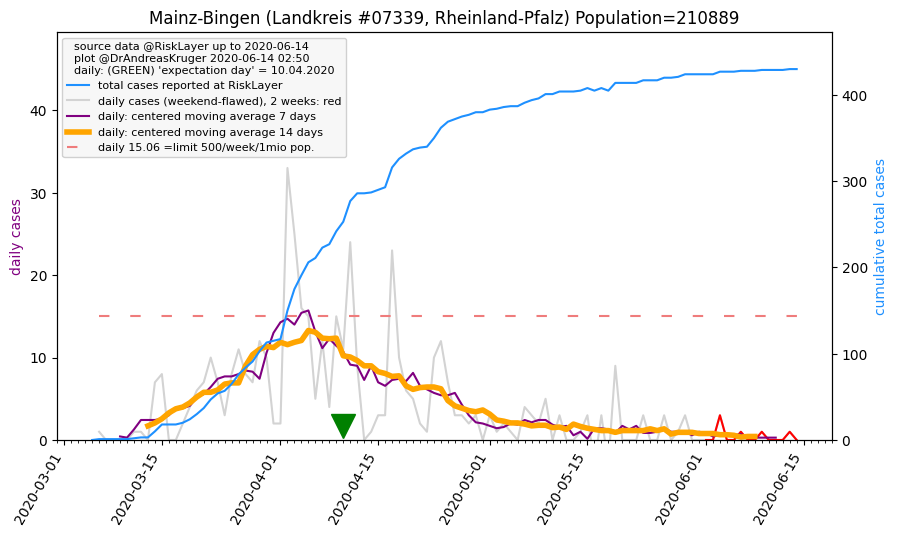 Mainz-Bingen (Landkreis #07339, Rheinland-Pfalz) Population=210889
source data @RiskLayer up to 2020-06-14
plot @DrAndreasKruger 2020-06-14 02:50
daily: (GREEN) 'expectation day' = 10.04.2020
total cases reported at RiskLayer
daily cases (weekend-flawed), 2 weeks: red
daily: centered moving average 7 days
daily: centered moving average 14 days
daily 15.06 =limit 500/week/1mio pop.
daily cases
40
30
20
10
0
cumulative total cases
400
300
200
100
0
2020-03-01
2020-03-15
2020-04-01
2020-04-15
2020-05-01
2020-05-15
2020-06-01
2020-06-15